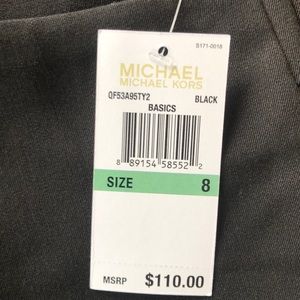 S171-0018
MICHAEL
MICHAEL KORS
QF53A95TY2 BLACK
BASICS
8 89154 58552 2
SIZE 8
MSRP $110.00